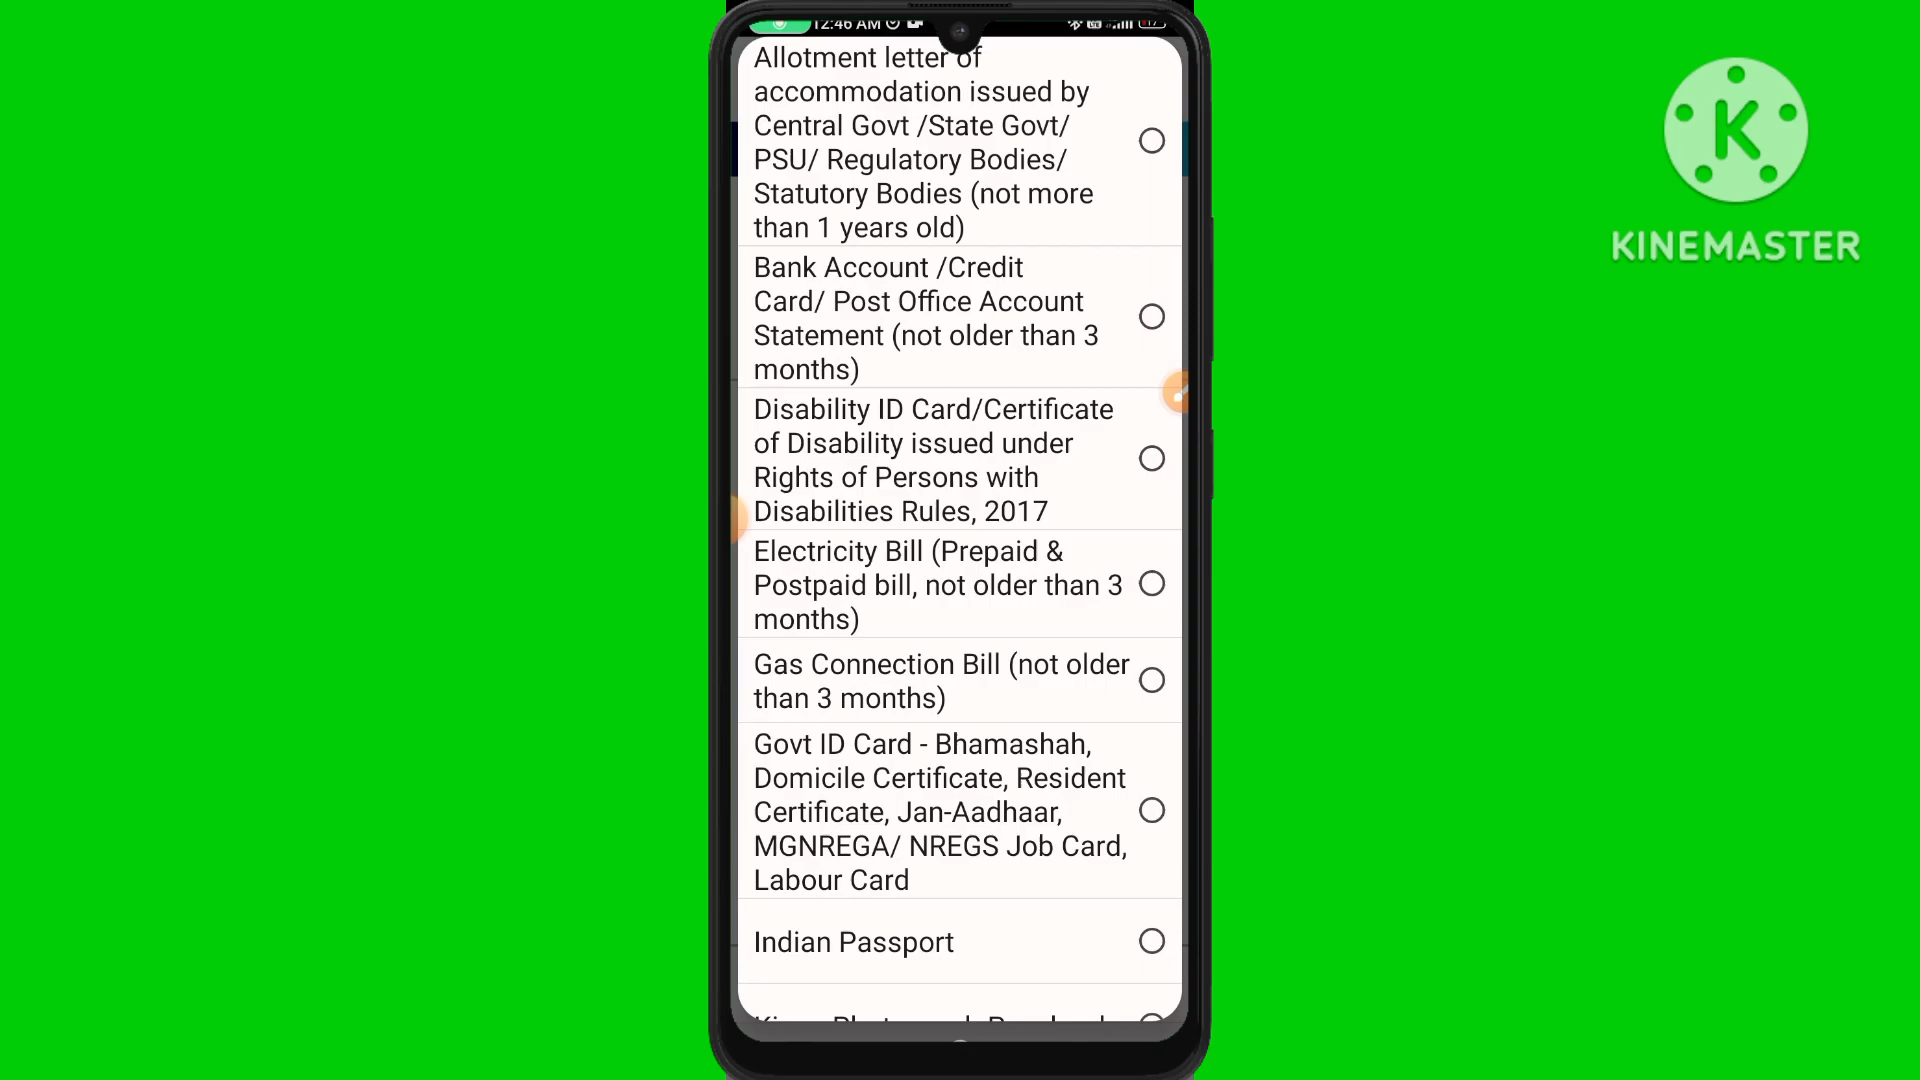 12:46 AM
Allotment letter of
accommodation issued by
Central Govt /State Govt/
PSU/ Regulatory Bodies/
Statutory Bodies (not more
than 1 years old)
Bank Account /Credit
Card/ Post Office Account
Statement (not older than 3
months)
Disability ID Card/Certificate
of Disability issued under
Rights of Persons with
Disabilities Rules, 2017
Electricity Bill (Prepaid &
Postpaid bill, not older than 3
months)
Gas Connection Bill (not older
than 3 months)
Govt ID Card - Bhamashah,
Domicile Certificate, Resident
Certificate, Jan-Aadhaar,
MGNREGA/ NREGS Job Card,
Labour Card
Indian Passport
K
KINEMASTER